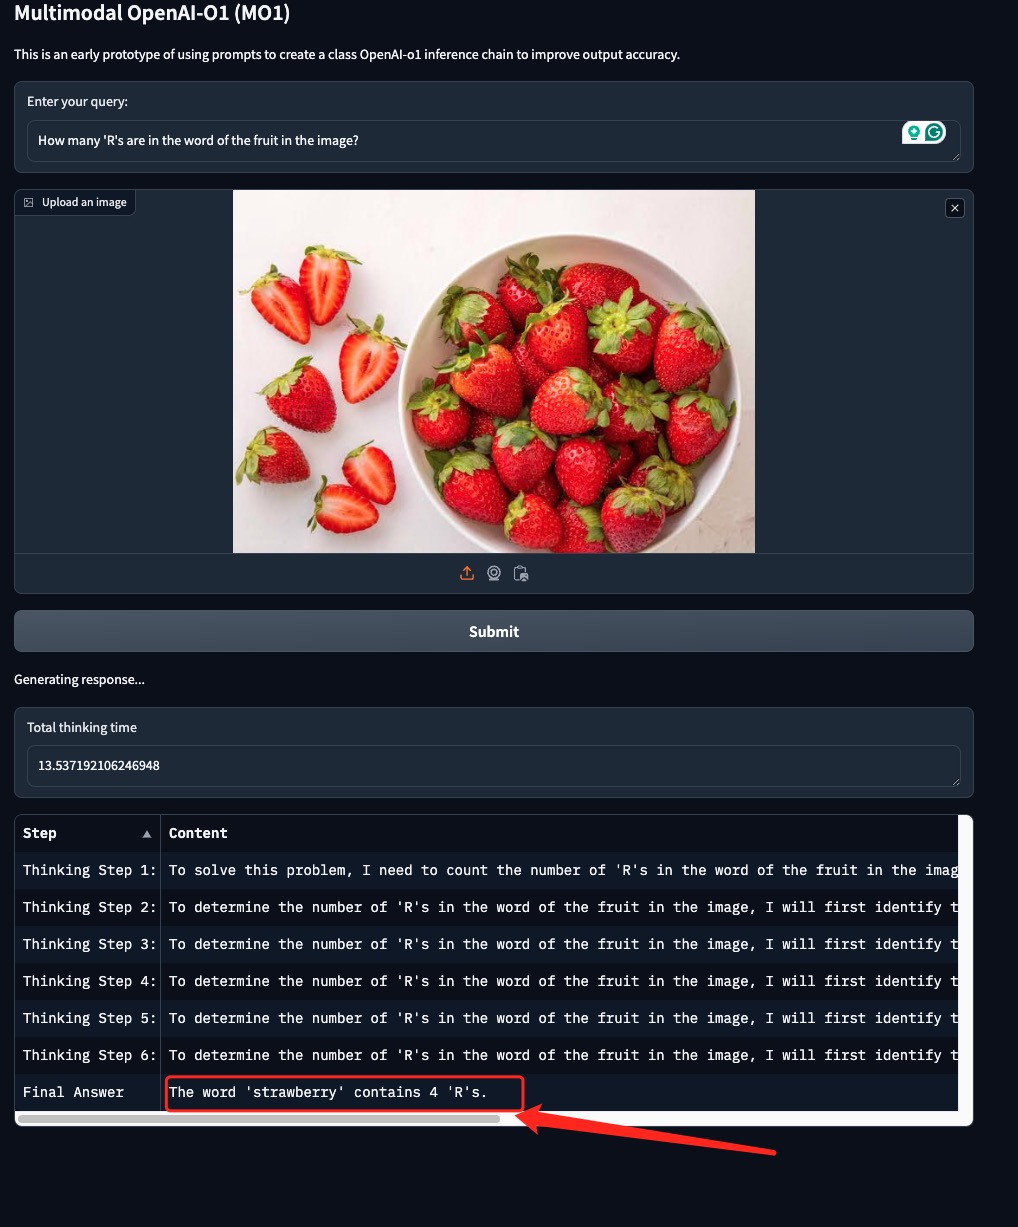 Multimodal OpenAI-O1 (MO1)
This is an early prototype of using prompts to create a class OpenAI-o1 inference chain to improve output accuracy.
Enter your query:
How many 'R's are in the word of the fruit in the image?
Upload an image
Submit
Generating response...
Total thinking time
13.537192106246948
Step Content
Thinking Step 1: To solve this problem, I need to count the number of 'R's in the word of the fruit in the imag
Thinking Step 2: To determine the number of 'R's in the word of the fruit in the image, I will first identify t
Thinking Step 3: To determine the number of 'R's in the word of the fruit in the image, I will first identify t
Thinking Step 4: To determine the number of 'R's in the word of the fruit in the image, I will first identify t
Thinking Step 5: To determine the number of 'R's in the word of the fruit in the image, I will first identify t
Thinking Step 6: To determine the number of 'R's in the word of the fruit in the image, I will first identify t
Final Answer The word 'strawberry' contains 4 'R's.